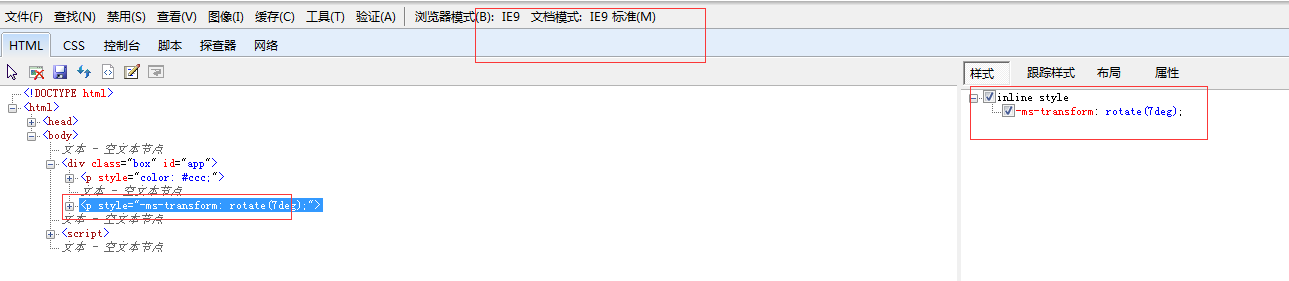 文件(F) 查找(N) 禁用(S) 查看(V) 图像(I) 缓存(C) 工具(T) 验证(A) 浏览器模式(B): IE9 文档模式: IE9 标准(M)
HTML CSS 控制台 脚本 探查器 网络
样式 跟踪样式 布局 属性
<!DOCTYPE html>
<html>
<head>
<body>
文本 - 空文本节点
<div class="box" id="app">
<p style="color: #ccc;">
文本 - 空文本节点
<p style="-ms-transform: rotate(7deg);">
文本 - 空文本节点
<script>
文本 - 空文本节点
inline style
-ms-transform: rotate(7deg);